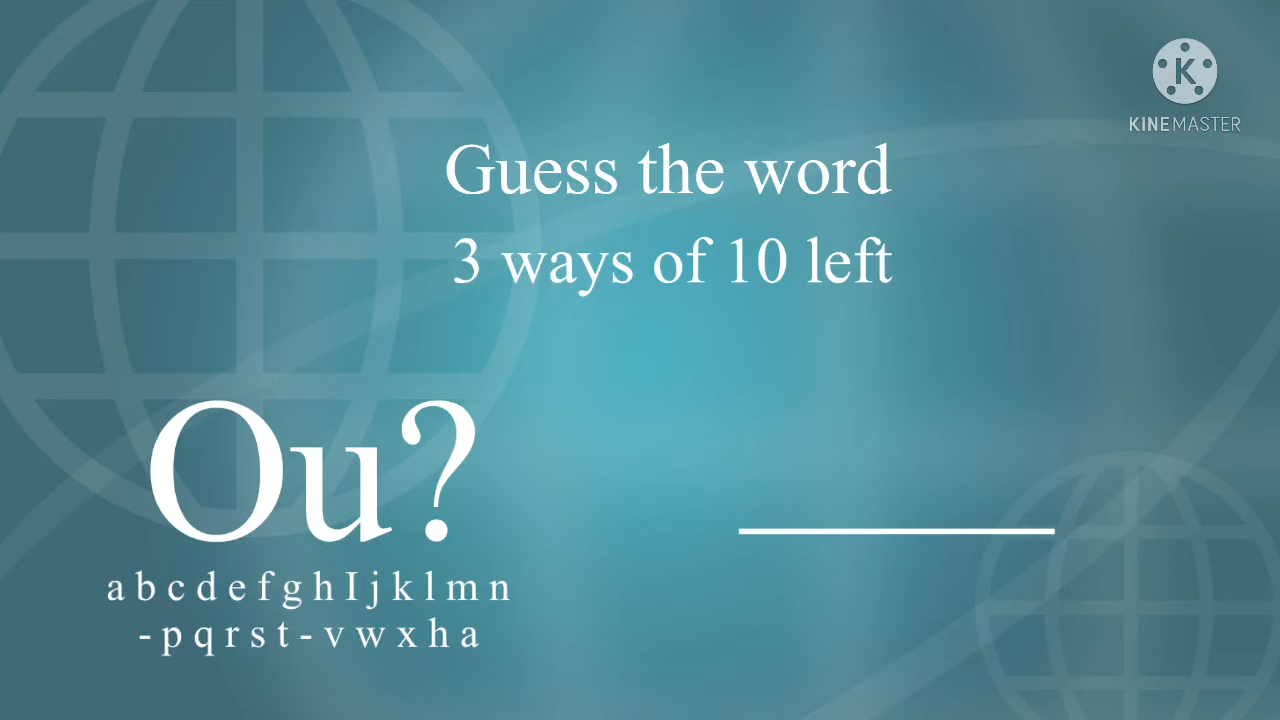 KINEMASTER
Guess the word
3 ways of 10 left
Ou?
a b c d e f g h I j k l m n
- p q r s t - v w x h a